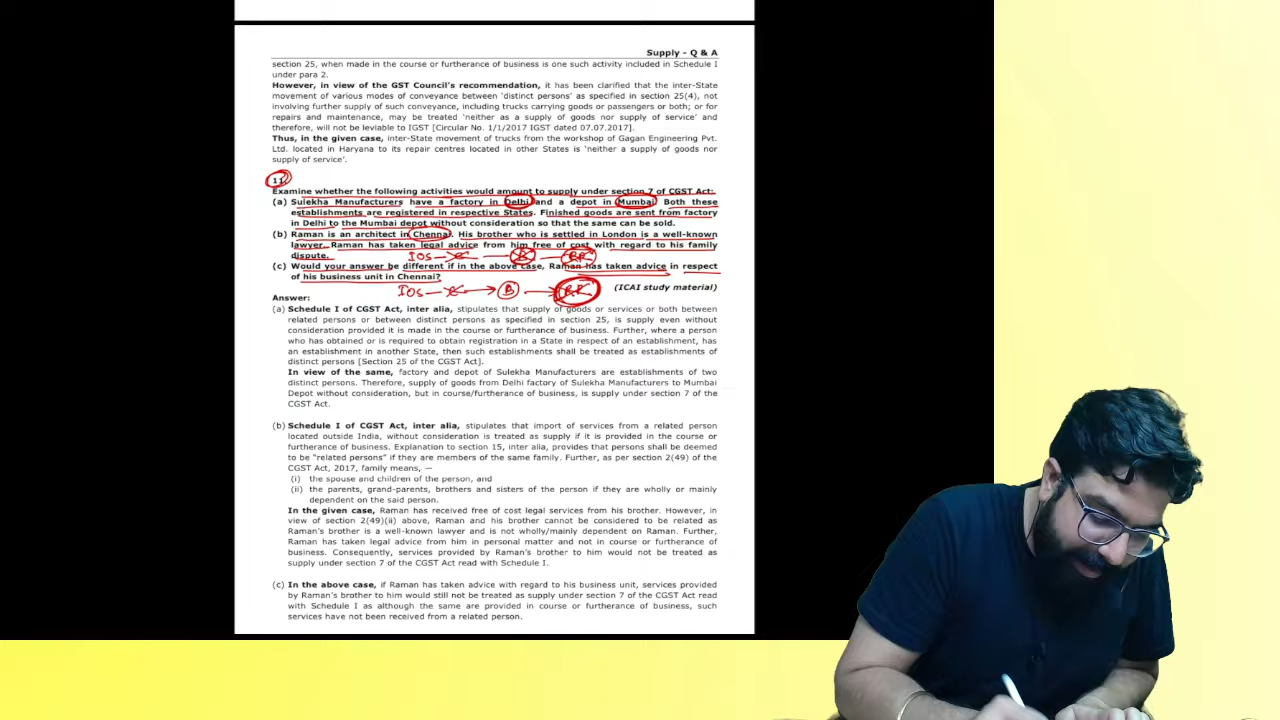 Supply - Q & A
section 25, when made in the course or furtherance of business is one such activity included in Schedule I
under para 2.
However, in view of the GST Council's recommendation, it has been clarified that the inter-State
movement of various modes of conveyance between 'distinct persons' as specified in section 25(4), not
involving further supply of such conveyance, including trucks carrying goods or passengers or both; or for
repairs and maintenance, may be treated 'neither as a supply of goods nor supply of service' and
therefore, will not be leviable to IGST [Circular No. 1/1/2017 IGST dated 07.07.2017].
Thus, in the given case, inter-State movement of trucks from the workshop of Gagan Engineering Pvt.
Ltd. located in Haryana to its repair centres located in other States is 'neither a supply of goods nor
supply of service'.
11.
Examine whether the following activities would amount to supply under section 7 of CGST Act:
(a) Sulekha Manufacturers have a factory in Delhi and a depot in Mumbai. Both these
establishments are registered in respective States. Finished goods are sent from factory
in Delhi to the Mumbai depot without consideration so that the same can be sold.
(b) Raman is an architect in Chennai. His brother who is settled in London is a well-known
lawyer. Raman has taken legal advice from him free of cost with regard to his family
dispute.
IOS
(c) Would your answer be different if in the above case, Raman has taken advice in respect
of his business unit in Chennai?
(ICAI study material)
IOS B
Answer:
(a) Schedule I of CGST Act, inter alia, stipulates that supply of goods or services or both between
related persons or between distinct persons as specified in section 25, is supply even without
consideration provided it is made in the course or furtherance of business. Further, where a person
who has obtained or is required to obtain registration in a State in respect of an establishment, has
an establishment in another State, then such establishments shall be treated as establishments of
distinct persons [Section 25 of the CGST Act].
In view of the same, factory and depot of Sulekha Manufacturers are establishments of two
distinct persons. Therefore, supply of goods from Delhi factory of Sulekha Manufacturers to Mumbai
Depot without consideration, but in course/furtherance of business, is supply under section 7 of the
CGST Act.
(b) Schedule I of CGST Act, inter alia, stipulates that import of services from a related person
located outside India, without consideration is treated as supply if it is provided in the course or
furtherance of business. Explanation to section 15, inter alia, provides that persons shall be deemed
to be "related persons" if they are members of the same family. Further, as per section 2(49) of the
CGST Act, 2017, family means, —
(i) the spouse and children of the person, and
(ii) the parents, grand-parents, brothers and sisters of the person if they are wholly or mainly
dependent on the said person.
In the given case, Raman has received free of cost legal services from his brother. However, in
view of section 2(49)(ii) above, Raman and his brother cannot be considered to be related as
Raman's brother is a well-known lawyer and is not wholly/mainly dependent on Raman. Further,
Raman has taken legal advice from him in personal matter and not in course or furtherance of
business. Consequently, services provided by Raman's brother to him would not be treated as
supply under section 7 of the CGST Act read with Schedule I.
(c) In the above case, if Raman has taken advice with regard to his business unit, services provided
by Raman's brother to him would still not be treated as supply under section 7 of the CGST Act read
with Schedule I as although the same are provided in course or furtherance of business, such
services have not been received from a related person.